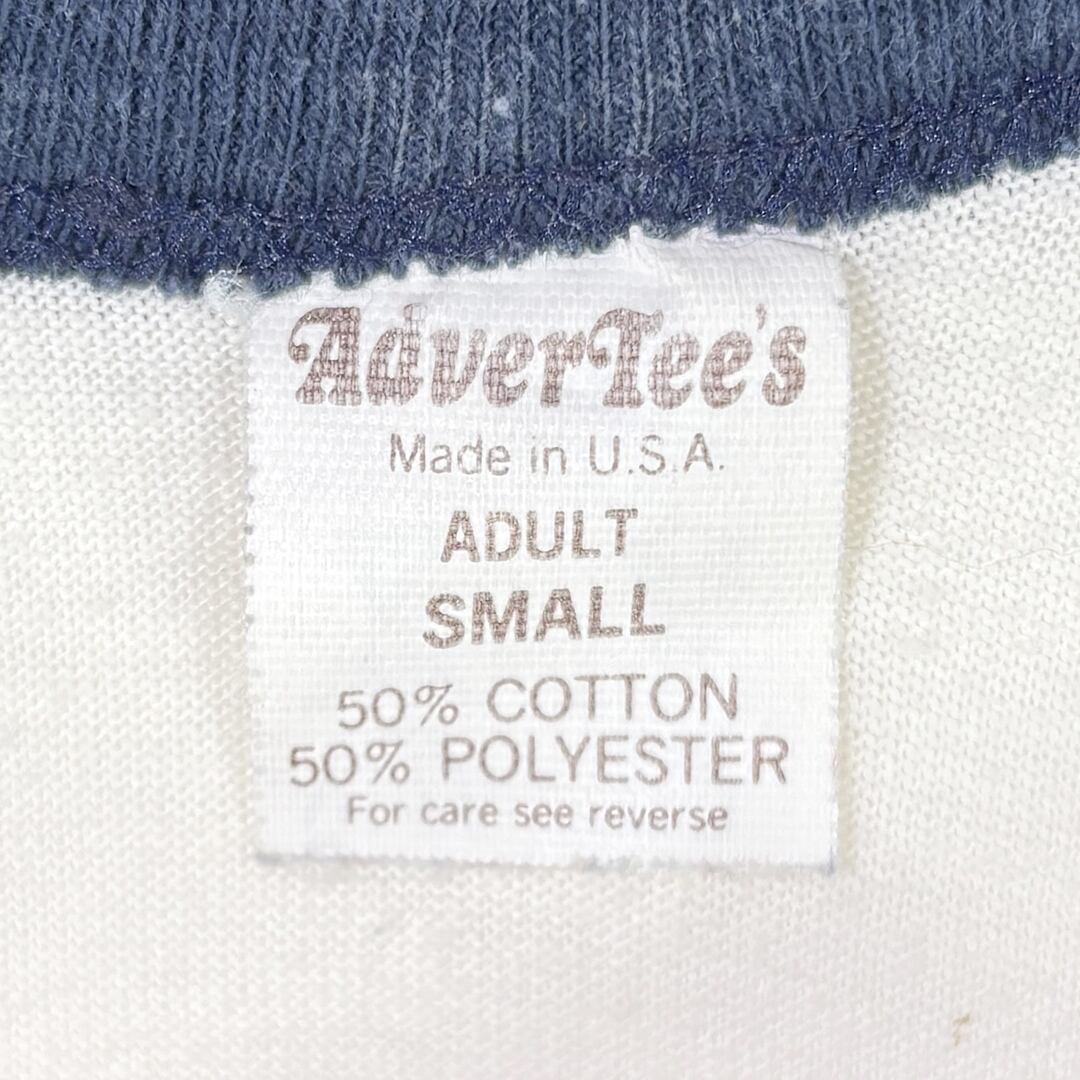 AdverTee's
Made in U.S.A.
ADULT
SMALL
50% COTTON
50% POLYESTER
For care see reverse